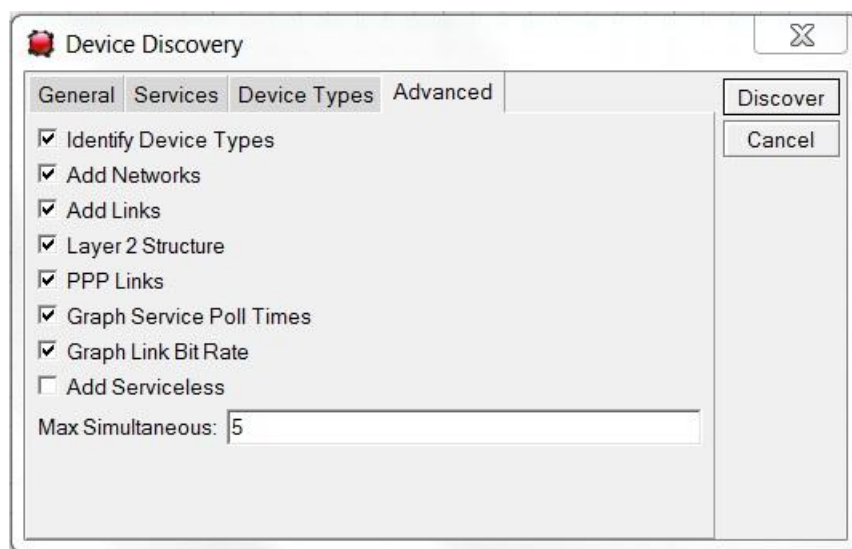 Device Discovery
General Services Device Types Advanced
Discover
Cancel
Identify Device Types
Add Networks
Add Links
Layer 2 Structure
PPP Links
Graph Service Poll Times
Graph Link Bit Rate
Add Serviceless
Max Simultaneous: 5